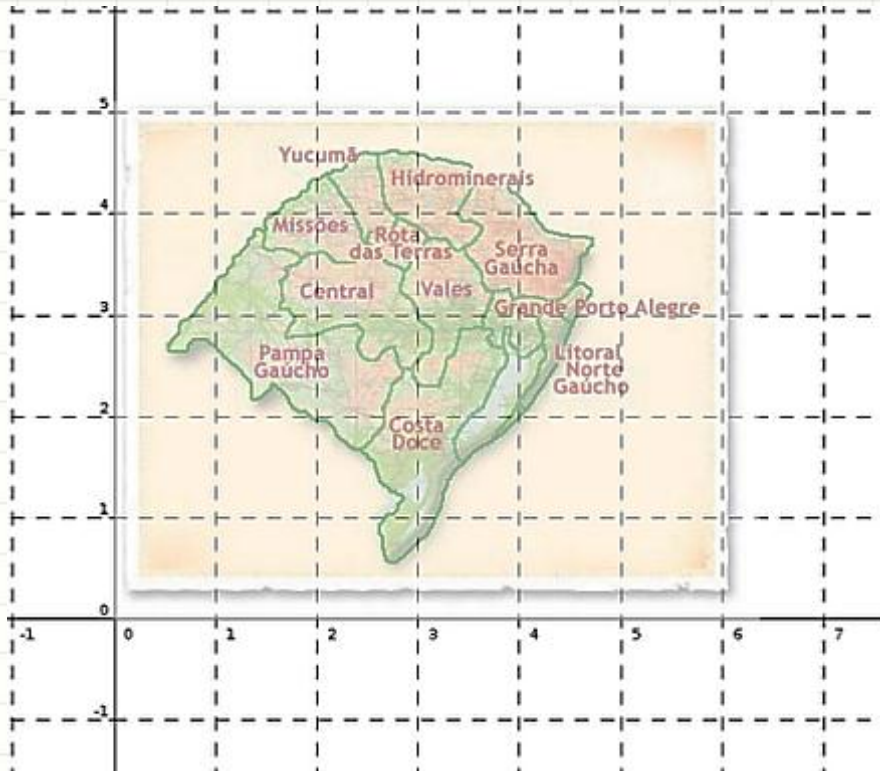 5
Yucumã
Hidrominerais
4
Missões
Rota
das Terras
Serra
Gaúcha
Central
Vales
3
Grande Porto Alegre
Pampa
Gaúcho
Litoral
Norte
Gaúcho
2
Costa
Doce
1
0
-1 0 1 2 3 4 5 6 7
-1